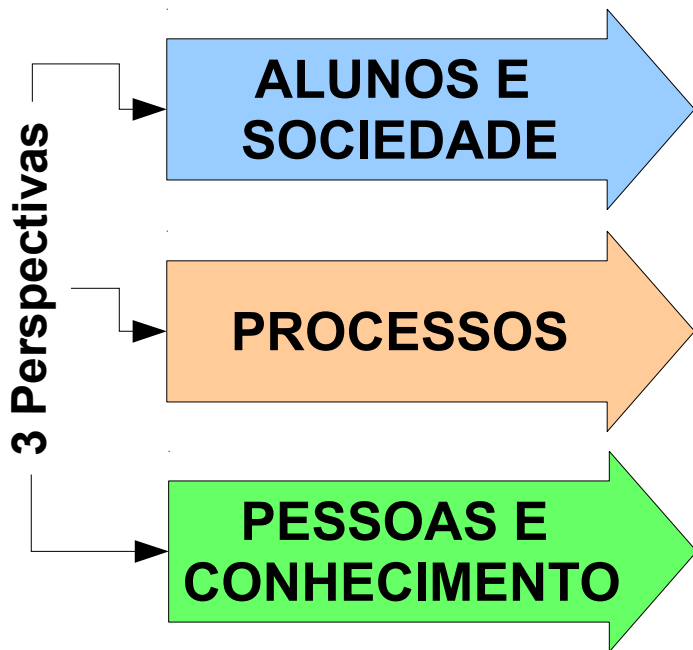 3 Perspectivas
ALUNOS E
SOCIEDADE
PROCESSOS
PESSOAS E
CONHECIMENTO